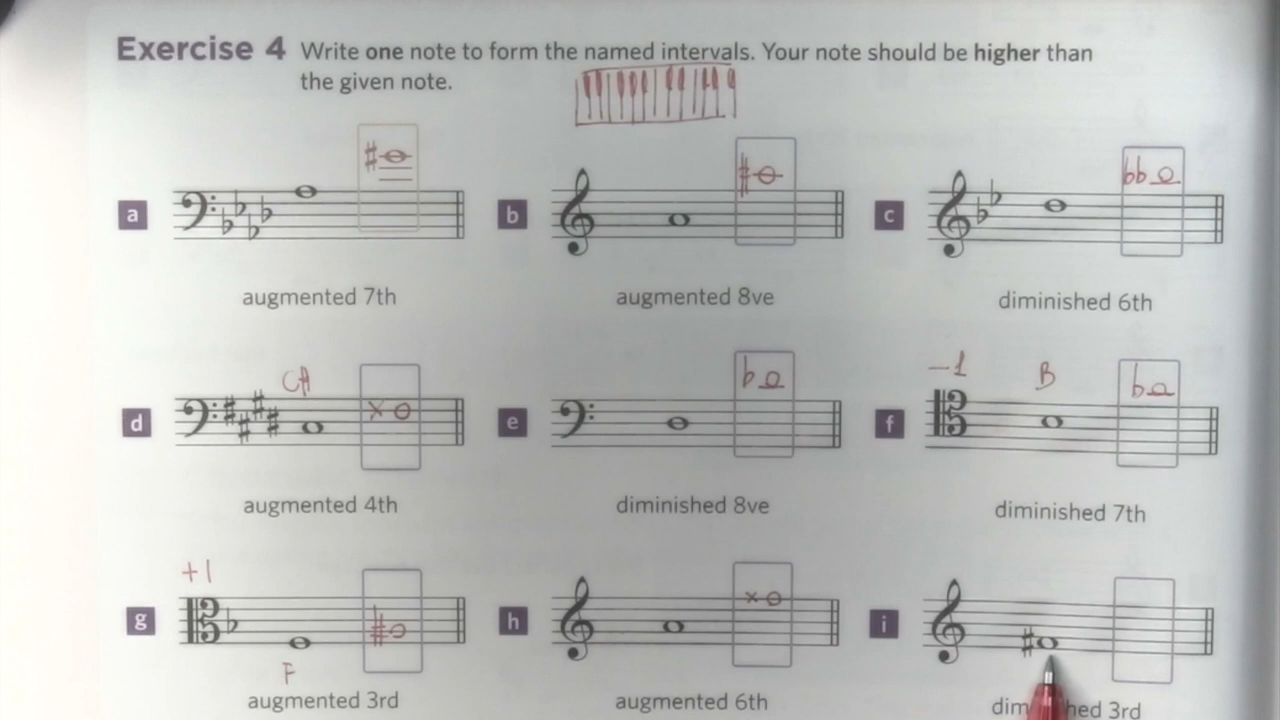 Exercise 4 Write one note to form the named intervals. Your note should be higher than
the given note.
a
b
c
augmented 7th
augmented 8ve
diminished 6th
-1
C#
B
d
e
f
augmented 4th
diminished 8ve
diminished 7th
+1
g
h
i
F
augmented 3rd
augmented 6th
3rd